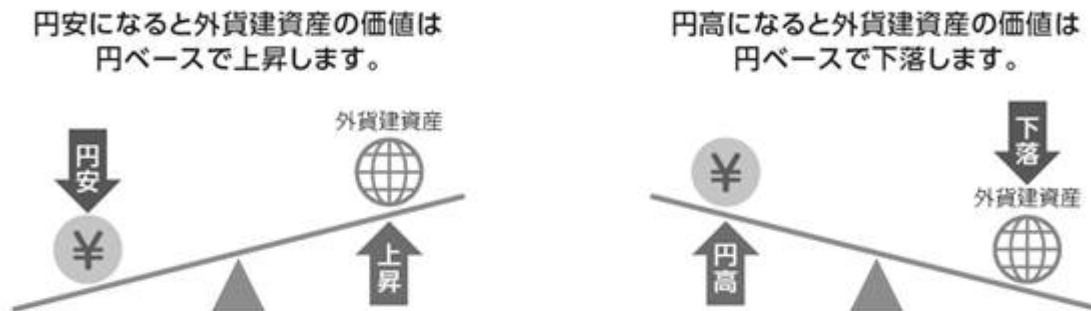 円安になると外貨建資産の価値は
円ベースで上昇します。
外貨建資産
円安
¥
上昇
円高になると外貨建資産の価値は
円ベースで下落します。
下落
¥
外貨建資産
円高